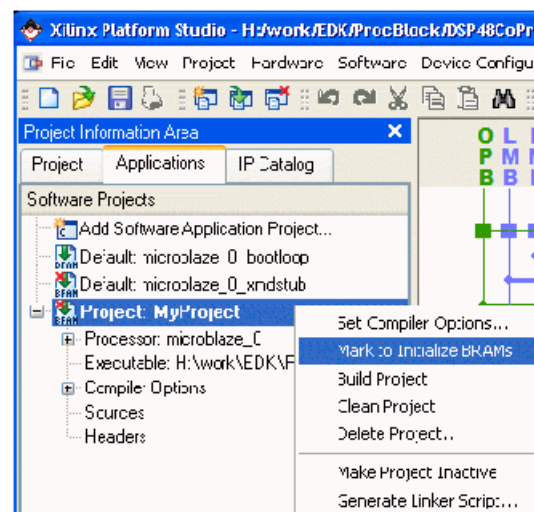 Xilinx Platform Studio - H:/work/EDK/ProcBlock/DSP48CoPr
File Edit View Project Hardware Software Device Configu
Project Information Area
Project Applications IP Catalog
Software Projects
Add Software Application Project...
Default: microblaze_0_bootloop
Default: microblaze_0_xmdstub
Project: MyProject
Processor: microblaze_0
Executable: H:\work\EDK\F
Compiler Options
Sources
Headers
Set Compiler Options...
Mark to Initialize BRAMs
Build Project
Clean Project
Delete Project...
Make Project Inactive
Generate Linker Script...
O L
P M
B B